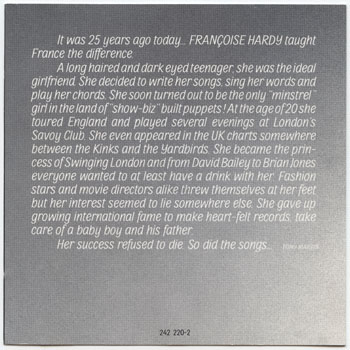 It was 25 years ago today... FRANÇOISE HARDY taught
France the difference.
A long haired and dark eyed teenager, she was the ideal
girlfriend. She decided to write her songs, sing her words and
play her chords. She soon turned out to be the only "minstrel"
girl in the land of "show-biz" built puppets! At the age of 20 she
toured England and played several evenings at London's
Savoy Club. She even appeared in the UK charts somewhere
between the Kinks and the Yardbirds. She became the prin-
cess of Swinging London and from David Bailey to Brian Jones
everyone wanted to at least have a drink with her. Fashion
stars and movie directors alike threw themselves at her feet
but her interest seemed to lie somewhere else. She gave up
growing international fame to make heart-felt records, take
care of a baby boy and his father.
Her success refused to die. So did the songs...
242 220-2